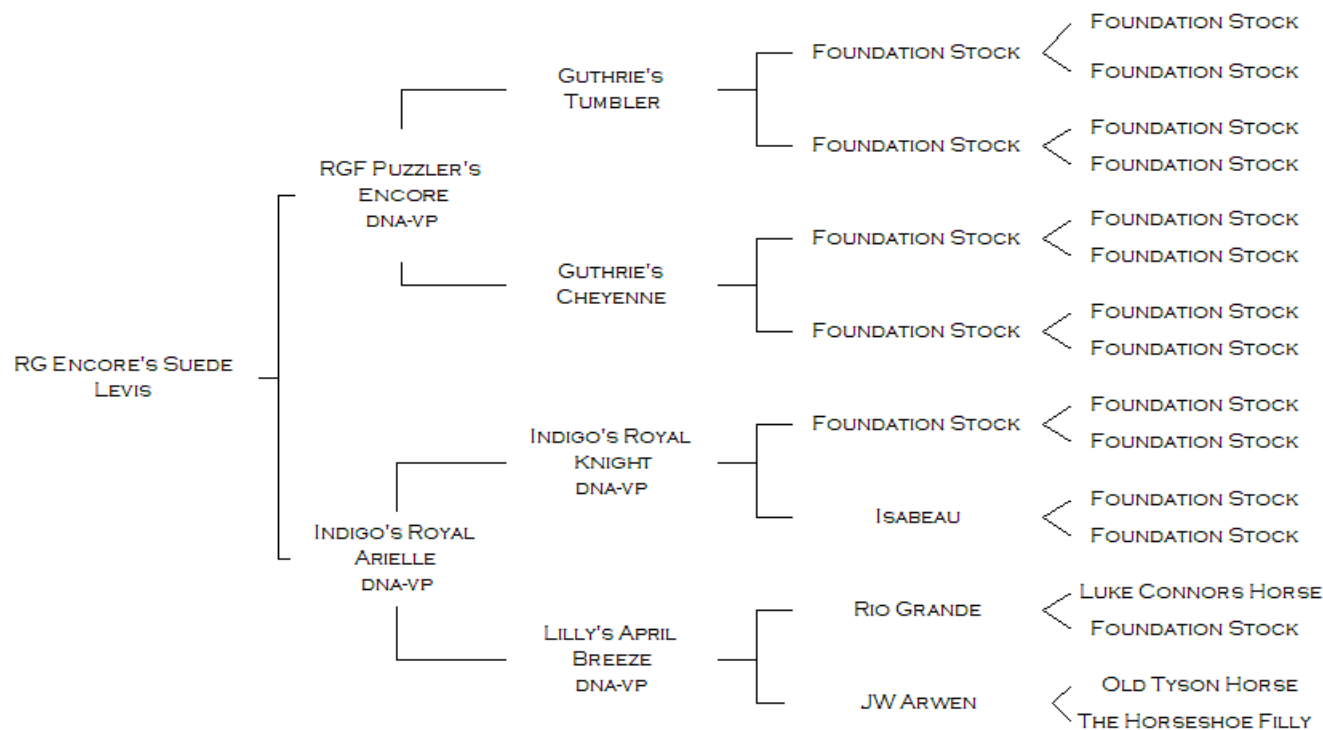 Foundation Stock
Foundation Stock
Foundation Stock
Guthrie's
Tumbler
Foundation Stock
Foundation Stock
Foundation Stock
RGF Puzzler's
Encore
DNA-VP
Foundation Stock
Foundation Stock
Foundation Stock
Guthrie's
Cheyenne
Foundation Stock
Foundation Stock
Foundation Stock
RG Encore's Suede
Levis
Foundation Stock
Foundation Stock
Foundation Stock
Indigo's Royal
Knight
DNA-VP
Foundation Stock
Isabeau
Foundation Stock
Indigo's Royal
Arielle
DNA-VP
Luke Connors Horse
Rio Grande
Foundation Stock
Lilly's April
Breeze
DNA-VP
Old Tyson Horse
JW Arwen
The Horseshoe Filly